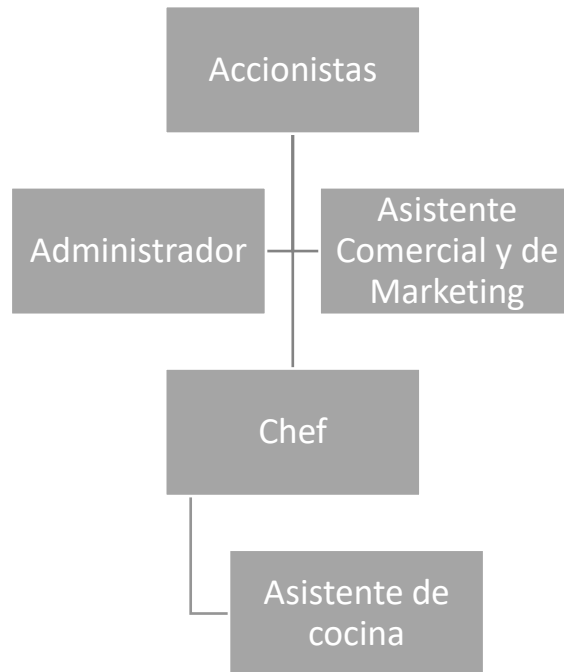 Accionistas
Administrador
Asistente
Comercial y de
Marketing
Chef
Asistente de
cocina